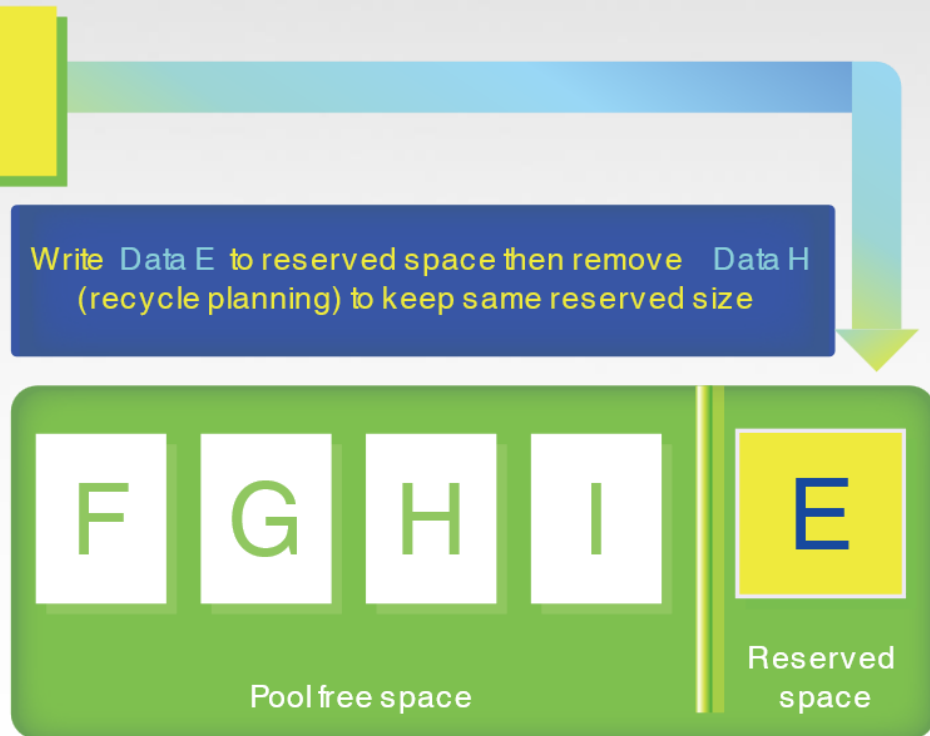 Write Data E to reserved space then remove Data H
(recycle planning) to keep same reserved size
F G H I E
Reserved
space
Pool free space